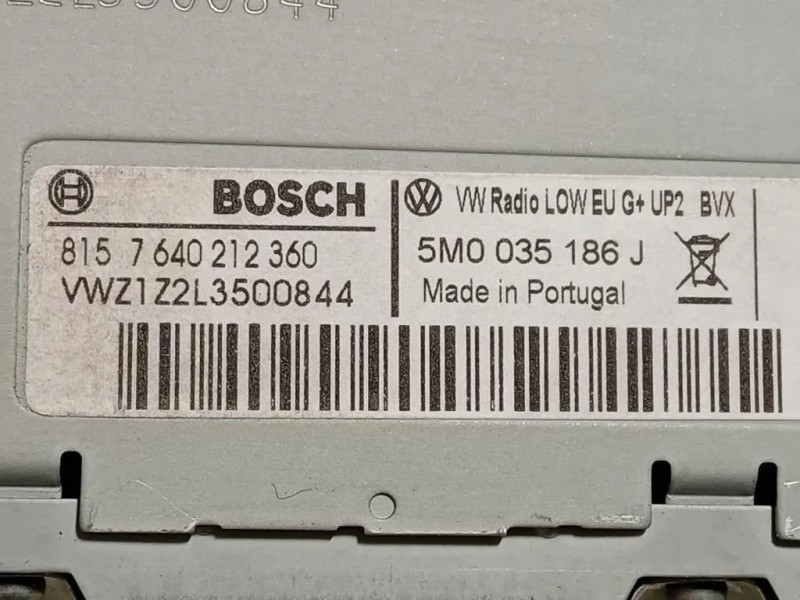 BOSCH
VW Radio LOW EU G+ UP2 BVX
815 7 640 212 360
5M0 035 186 J
VWZ1Z2L3500844
Made in Portugal